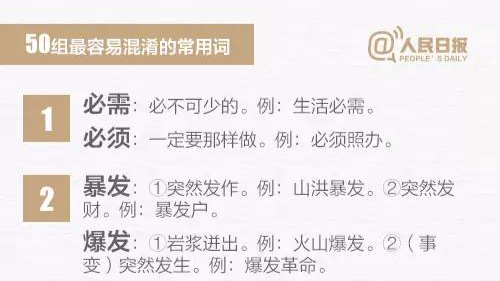 50组最容易混淆的常用词
@人民日报
PEOPLE'S DAILY
1
必需：必不可少的。例：生活必需。
必须：一定要那样做。例：必须照办。
2
暴发：①突然发作。例：山洪暴发。②突然发
财。例：暴发户。
爆发：①岩浆迸出。例：火山爆发。②（事
变）突然发生。例：爆发革命。